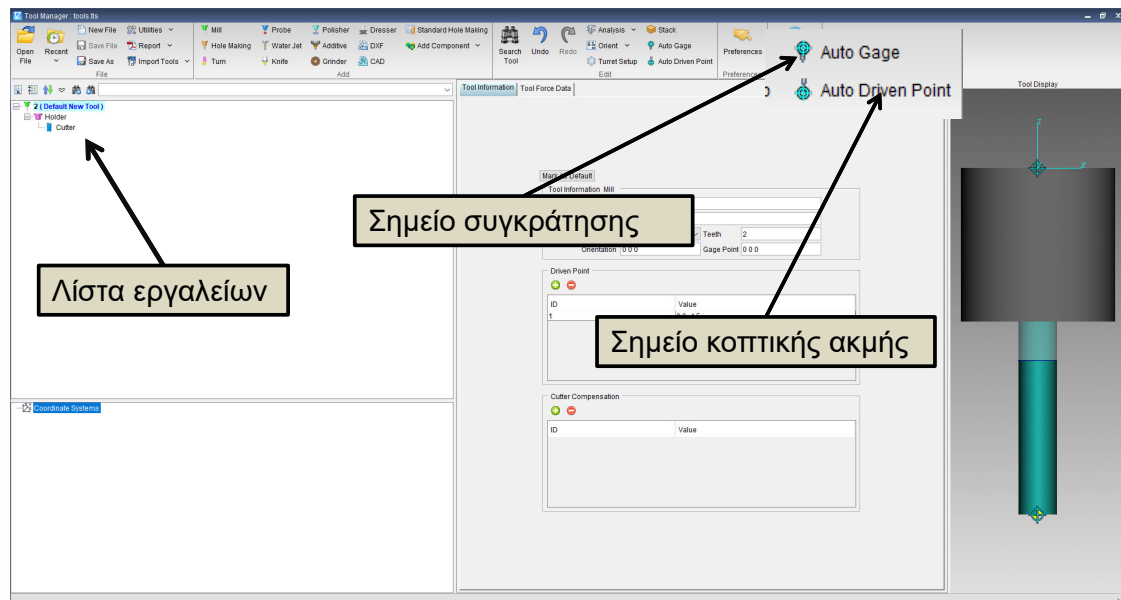 Tool Manager : tools.tls
New File Utilities Mill Probe Polisher Dresser Standard Hole Making Analysis Stack
Open File Recent Save File Report Hole Making Water Jet Additive DXF Add Component Search Tool Undo Redo Orient Auto Gage Preferences
Save As Import Tools Turn Knife Grinder CAD Turret Setup Auto Driven Point
File Add Edit Preference
Auto Gage
Auto Driven Point
Tool Information Tool Force Data
Tool Display
2 ( Default New Tool )
Holder
Cutter
Z
Tool Information Mill
Σημείο συγκράτησης
Teeth 2
Orientation 0 0 0 Gage Point 0 0 0
Λίστα εργαλείων
Driven Point
ID Value
1
Σημείο κοπτικής ακμής
Coordinate Systems
Cutter Compensation
ID Value